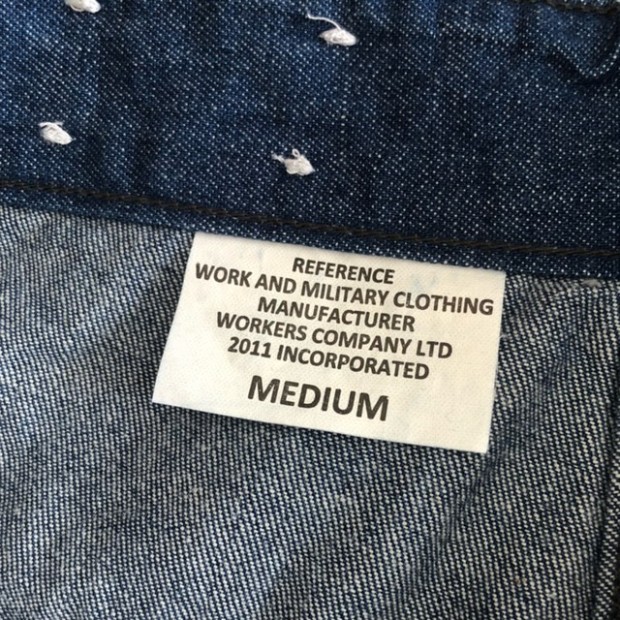 REFERENCE
WORK AND MILITARY CLOTHING
MANUFACTURER
WORKERS COMPANY LTD
2011 INCORPORATED
MEDIUM